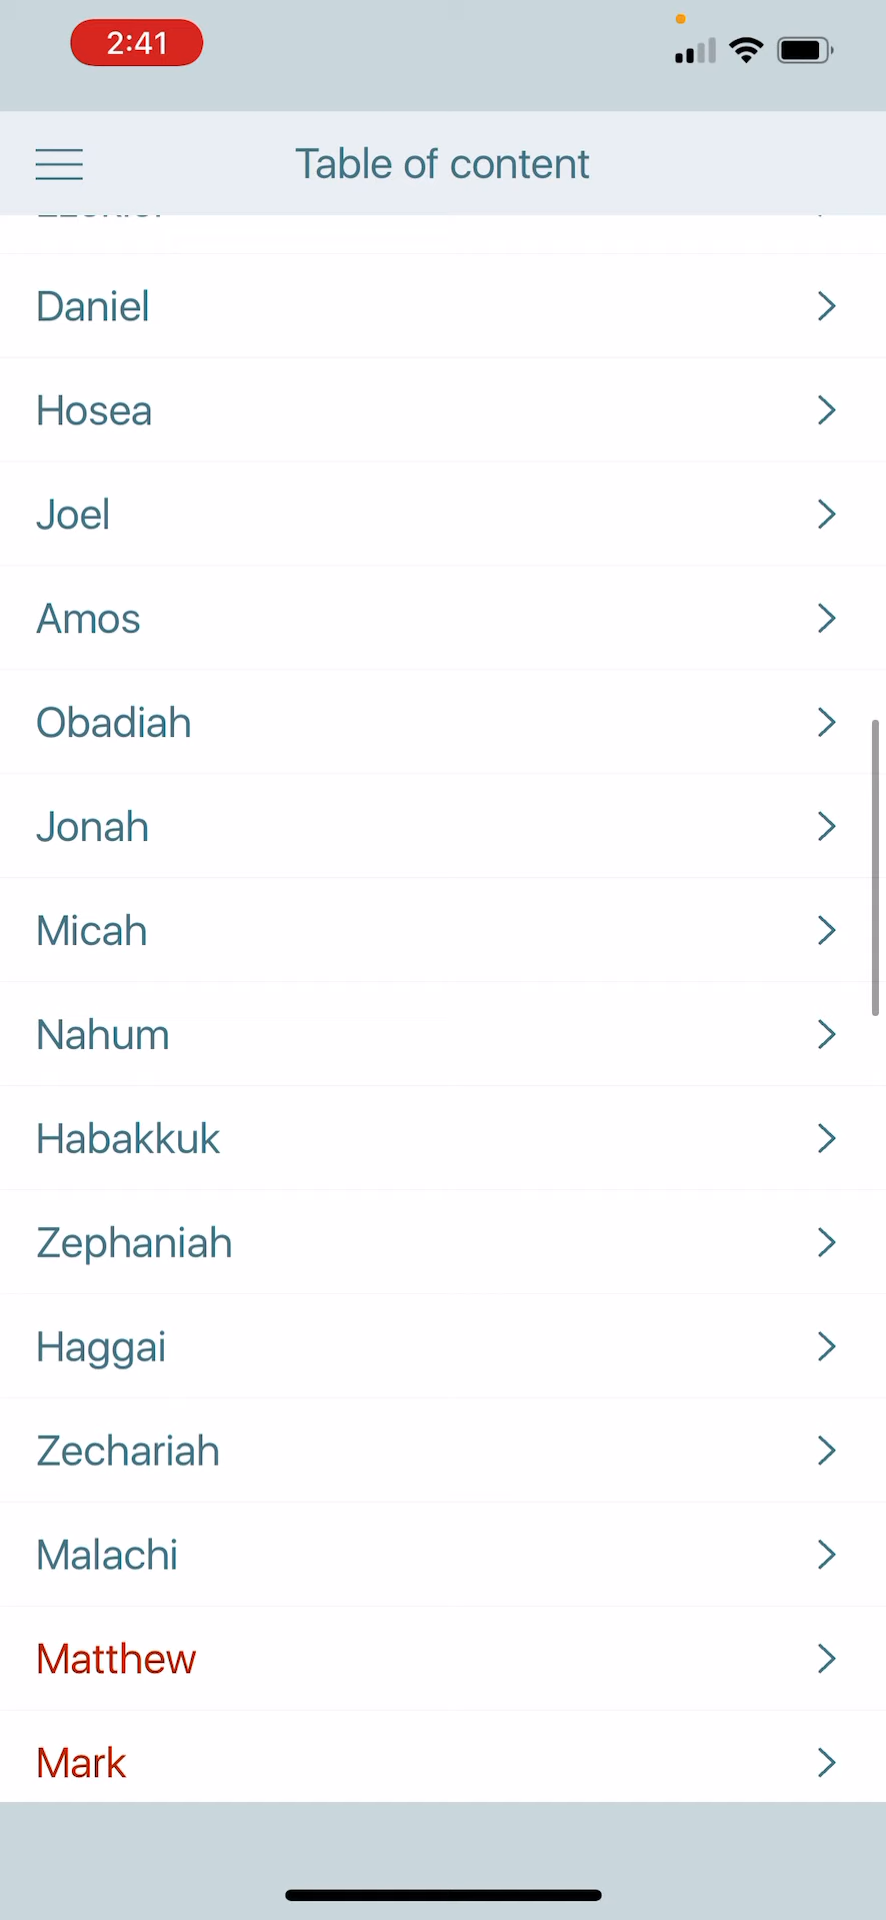 2:41
Table of content
Daniel
Hosea
Joel
Amos
Obadiah
Jonah
Micah
Nahum
Habakkuk
Zephaniah
Haggai
Zechariah
Malachi
Matthew
Mark